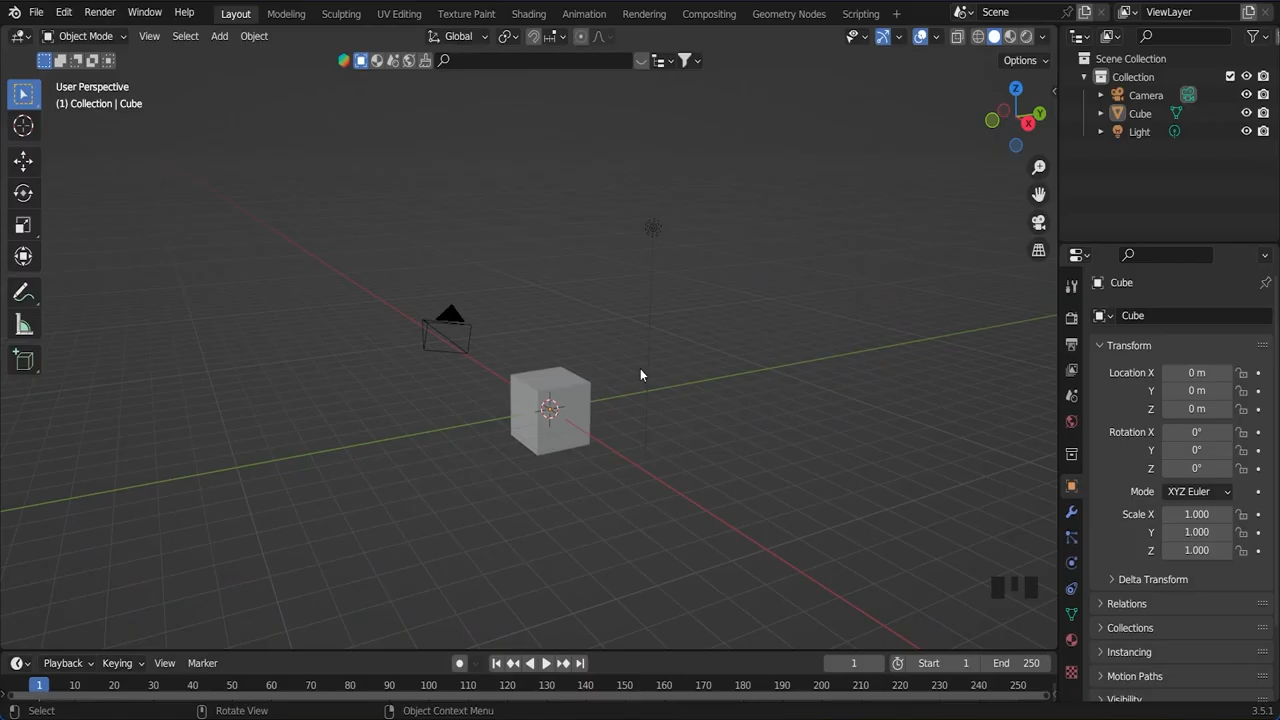 File Edit Render Window Help Layout Modeling Sculpting UV Editing Texture Paint Shading Animation Rendering Compositing Geometry Nodes Scripting + Scene ViewLayer
Object Mode View Select Add Object Global
Options
User Perspective
(1) Collection | Cube
Z
Y
X
Scene Collection
Collection
Camera
Cube
Light
Cube
Cube
Transform
Location X 0 m
Y 0 m
Z 0 m
Rotation X 0°
Y 0°
Z 0°
Mode XYZ Euler
Scale X 1.000
Y 1.000
Z 1.000
Delta Transform
Relations
Collections
Instancing
Motion Paths
Visibility
Playback Keying View Marker 1 Start 1 End 250
1 10 20 30 40 50 60 70 80 90 100 110 120 130 140 150 160 170 180 190 200 210 220 230 240 250
Select Rotate View Object Context Menu 3.5.1